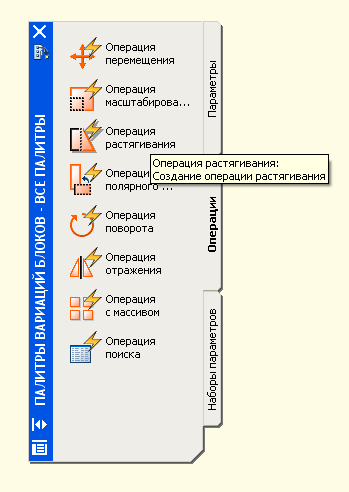 ПАЛИТРЫ ВАРИАЦИЙ БЛОКОВ - ВСЕ ПАЛИТРЫ
Операция
перемещения
Операция
масштабирова...
Операция
растягивания
Операция растягивания:
Создание операции растягивания
Операци
полярного ...
Операция
поворота
Операция
отражения
Операция
с массивом
Операция
поиска
Параметры
Операции
Наборы параметров